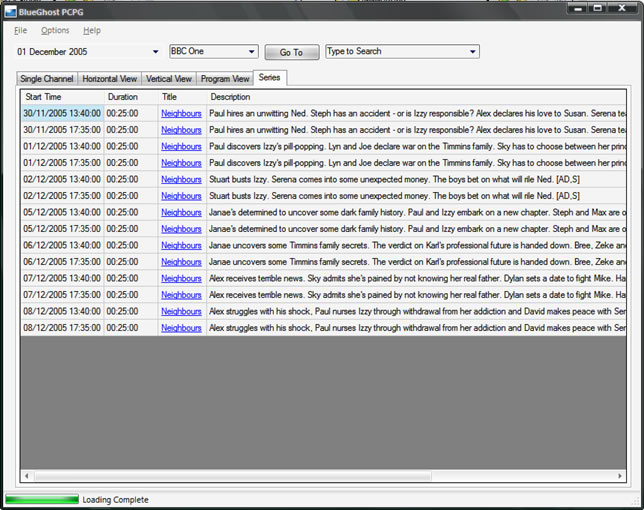 BlueGhost PCPG
File Options Help
01 December 2005 BBC One Go To Type to Search
Single Channel Horizontal View Vertical View Program View Series
Start Time Duration Title Description
30/11/2005 13:40:00 00:25:00 Neighbours Paul hires an unwitting Ned. Steph has an accident - or is Izzy responsible? Alex declares his love to Susan. Serena tea
30/11/2005 17:35:00 00:25:00 Neighbours Paul hires an unwitting Ned. Steph has an accident - or is Izzy responsible? Alex declares his love to Susan. Serena tea
01/12/2005 13:40:00 00:25:00 Neighbours Paul discovers Izzy's pill-popping. Lyn and Joe declare war on the Timmins family. Sky has to choose between her princ
01/12/2005 17:35:00 00:25:00 Neighbours Paul discovers Izzy's pill-popping. Lyn and Joe declare war on the Timmins family. Sky has to choose between her princ
02/12/2005 13:40:00 00:25:00 Neighbours Stuart busts Izzy. Serena comes into some unexpected money. The boys bet on what will rile Ned. [AD,S]
02/12/2005 17:35:00 00:25:00 Neighbours Stuart busts Izzy. Serena comes into some unexpected money. The boys bet on what will rile Ned. [AD,S]
05/12/2005 13:40:00 00:25:00 Neighbours Janae's determined to uncover some dark family history. Paul and Izzy embark on a new chapter. Steph and Max are o
05/12/2005 17:35:00 00:25:00 Neighbours Janae's determined to uncover some dark family history. Paul and Izzy embark on a new chapter. Steph and Max are o
06/12/2005 13:40:00 00:25:00 Neighbours Janae uncovers some Timmins family secrets. The verdict on Karl's professional future is handed down. Bree, Zeke and
06/12/2005 17:35:00 00:25:00 Neighbours Janae uncovers some Timmins family secrets. The verdict on Karl's professional future is handed down. Bree, Zeke and
07/12/2005 13:40:00 00:25:00 Neighbours Alex receives terrible news. Sky admits she's pained by not knowing her real father. Dylan sets a date to fight Mike. Ha
07/12/2005 17:35:00 00:25:00 Neighbours Alex receives terrible news. Sky admits she's pained by not knowing her real father. Dylan sets a date to fight Mike. Ha
08/12/2005 13:40:00 00:25:00 Neighbours Alex struggles with his shock, Paul nurses Izzy through withdrawal from her addiction and David makes peace with Ser
08/12/2005 17:35:00 00:25:00 Neighbours Alex struggles with his shock, Paul nurses Izzy through withdrawal from her addiction and David makes peace with Ser
Loading Complete